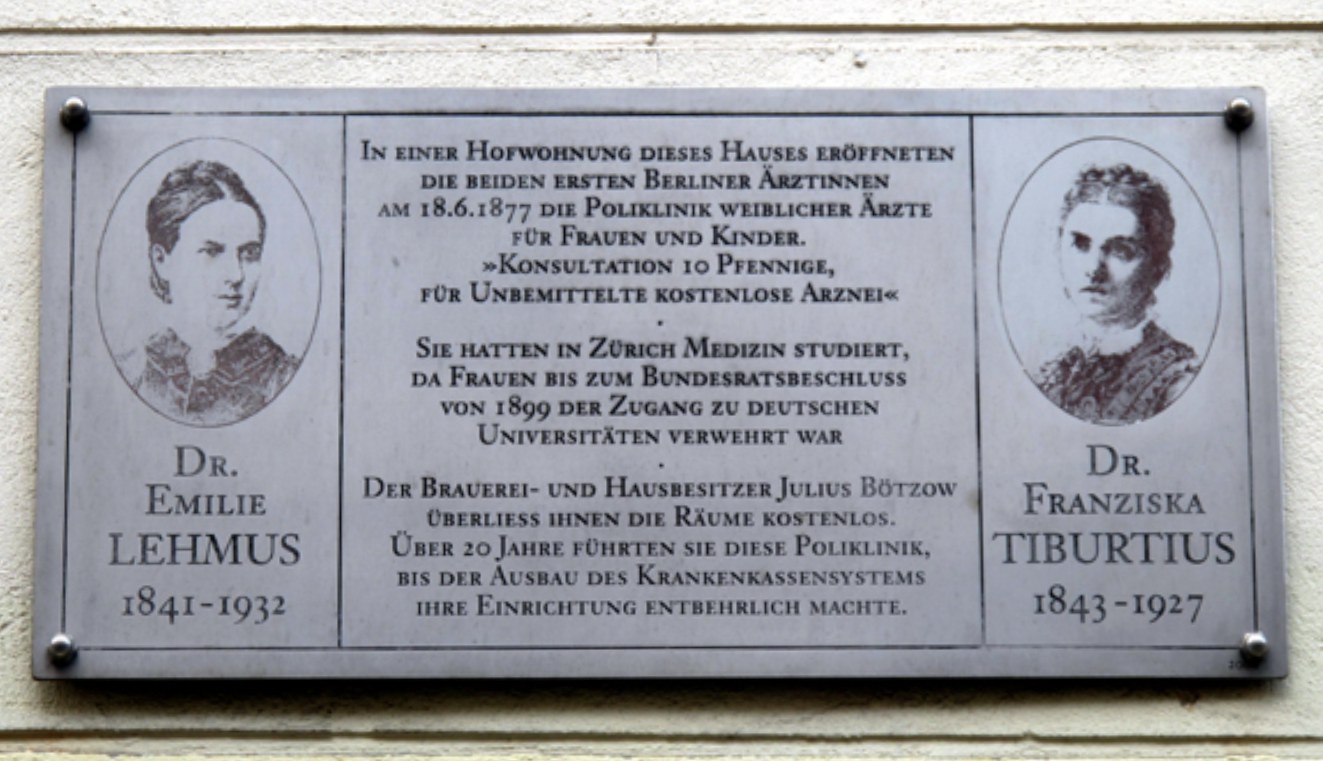 IN EINER HOFWOHNUNG DIESES HAUSES ERÖFFNETEN
DIE BEIDEN ERSTEN BERLINER ÄRZTINNEN
AM 18.6.1877 DIE POLIKLINIK WEIBLICHER ÄRZTE
FÜR FRAUEN UND KINDER.
»KONSULTATION 10 PFENNIGE,
FÜR UNBEMITTELTE KOSTENLOSE ARZNEI«
·
SIE HATTEN IN ZÜRICH MEDIZIN STUDIERT,
DA FRAUEN BIS ZUM BUNDESRATSBESCHLUSS
VON 1899 DER ZUGANG ZU DEUTSCHEN
UNIVERSITÄTEN VERWEHRT WAR
·
DER BRAUEREI- UND HAUSBESITZER JULIUS BÖTZOW
ÜBERLIESS IHNEN DIE RÄUME KOSTENLOS.
ÜBER 20 JAHRE FÜHRTEN SIE DIESE POLIKLINIK,
BIS DER AUSBAU DES KRANKENKASSENSYSTEMS
IHRE EINRICHTUNG ENTBEHRLICH MACHTE.
DR.
EMILIE
LEHMUS
1841-1932
DR.
FRANZISKA
TIBURTIUS
1843-1927